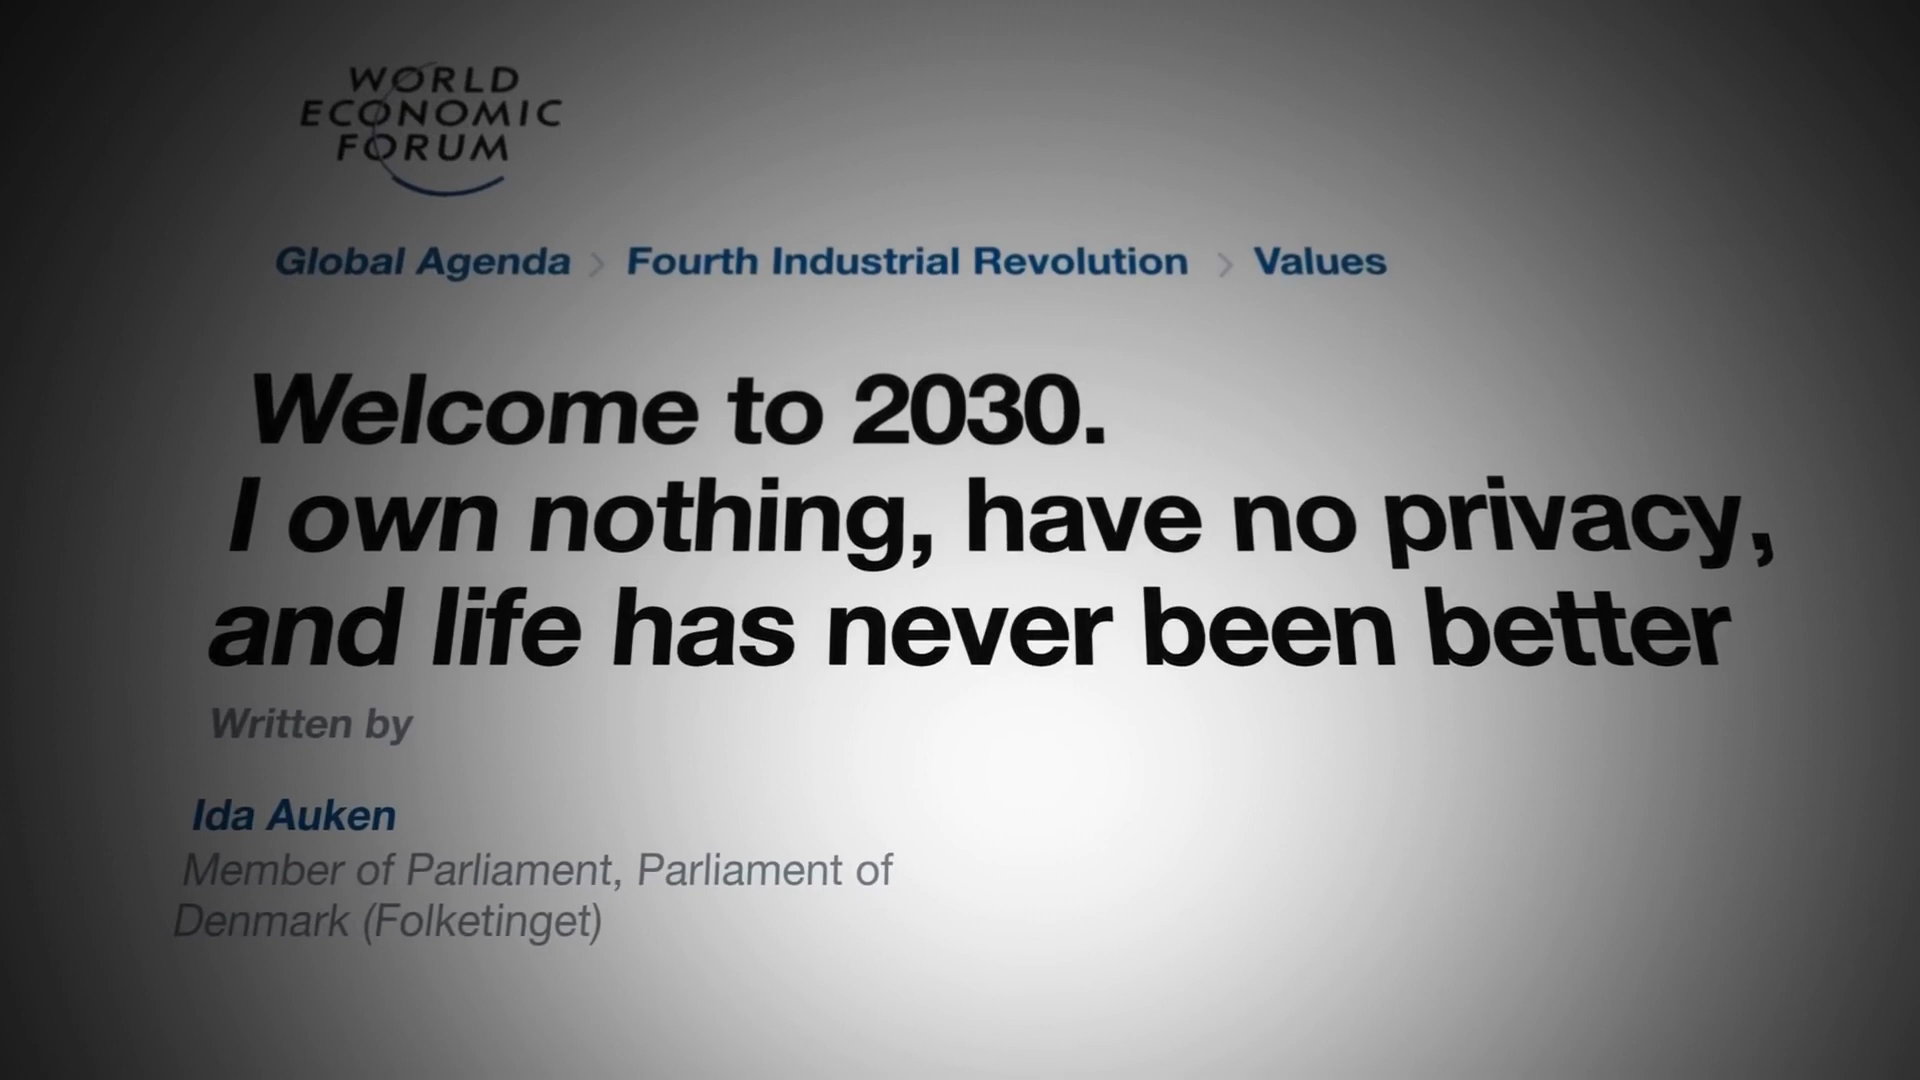 WORLD
ECONOMIC
FORUM
Global Agenda > Fourth Industrial Revolution > Values
Welcome to 2030.
I own nothing, have no privacy,
and life has never been better
Written by
Ida Auken
Member of Parliament, Parliament of
Denmark (Folketinget)